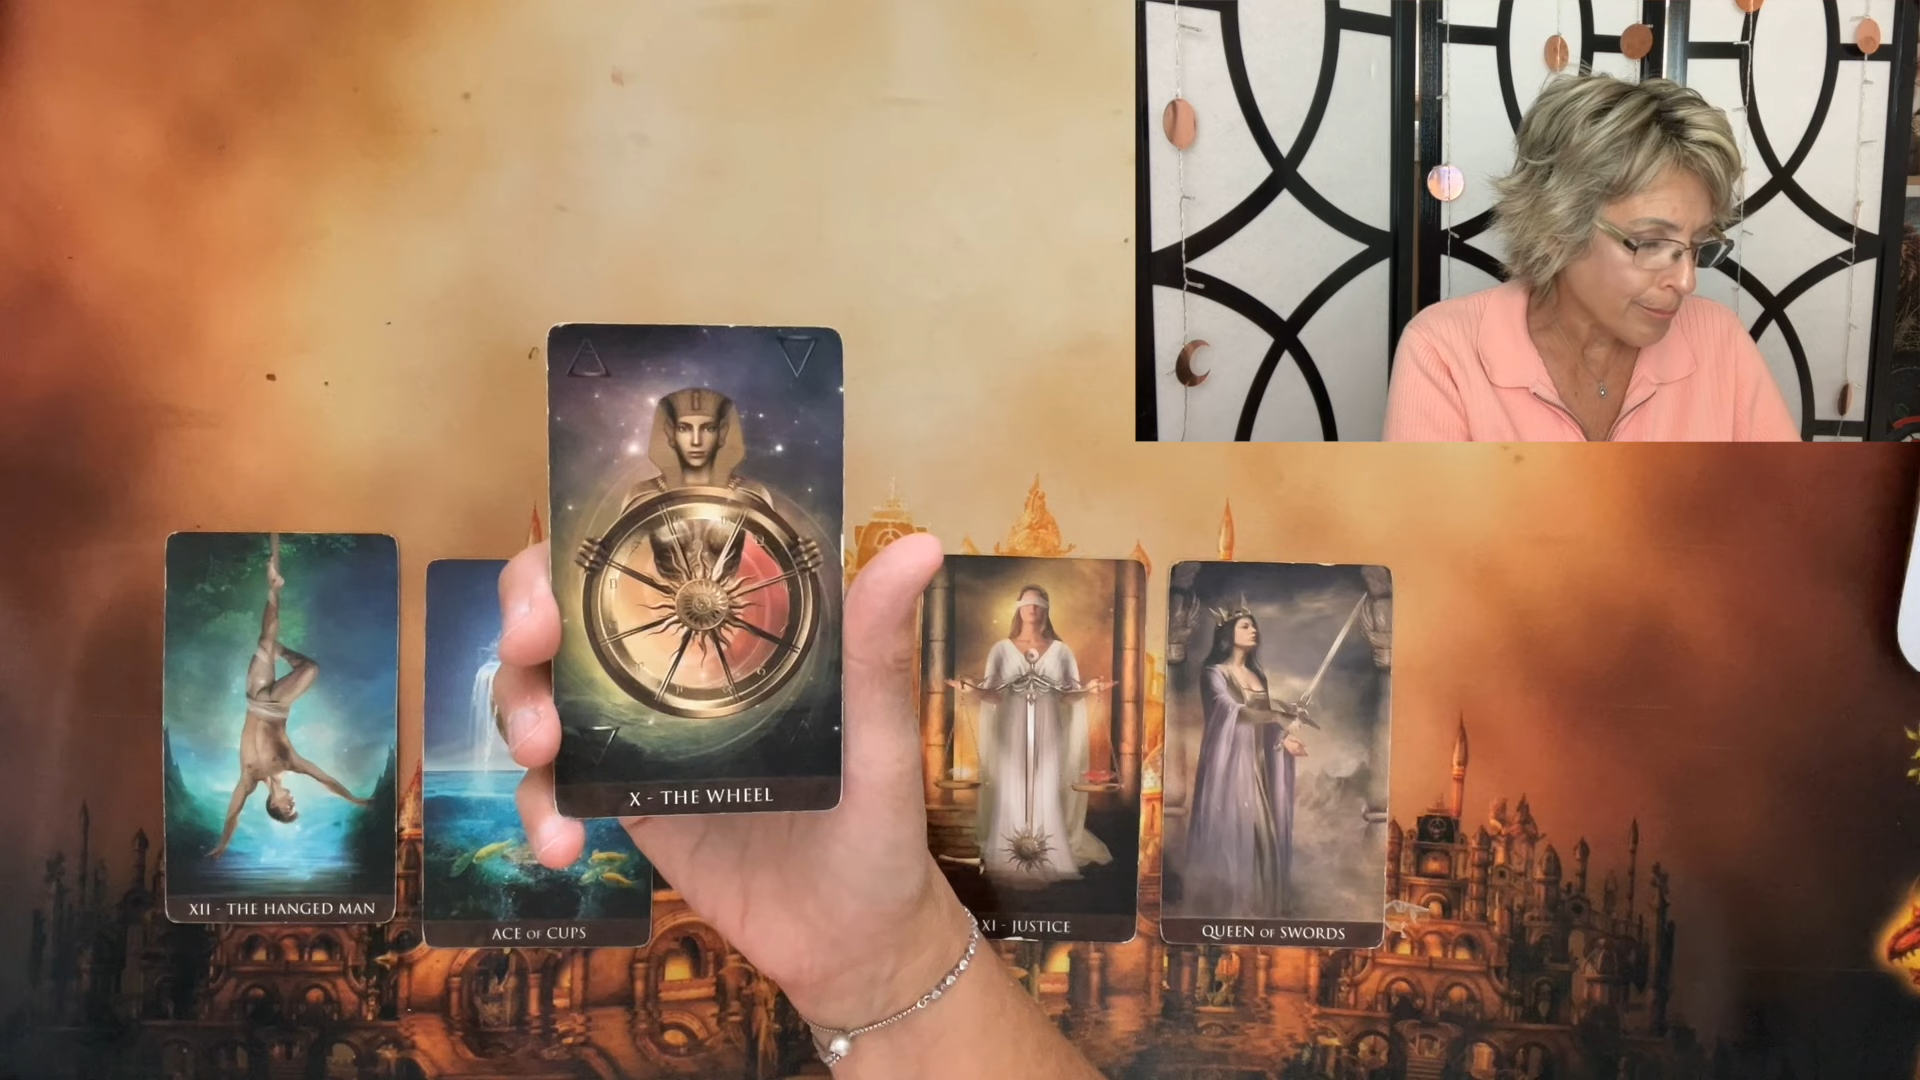 X - THE WHEEL
XII - THE HANGED MAN
ACE OF CUPS
XI - JUSTICE
QUEEN OF SWORDS